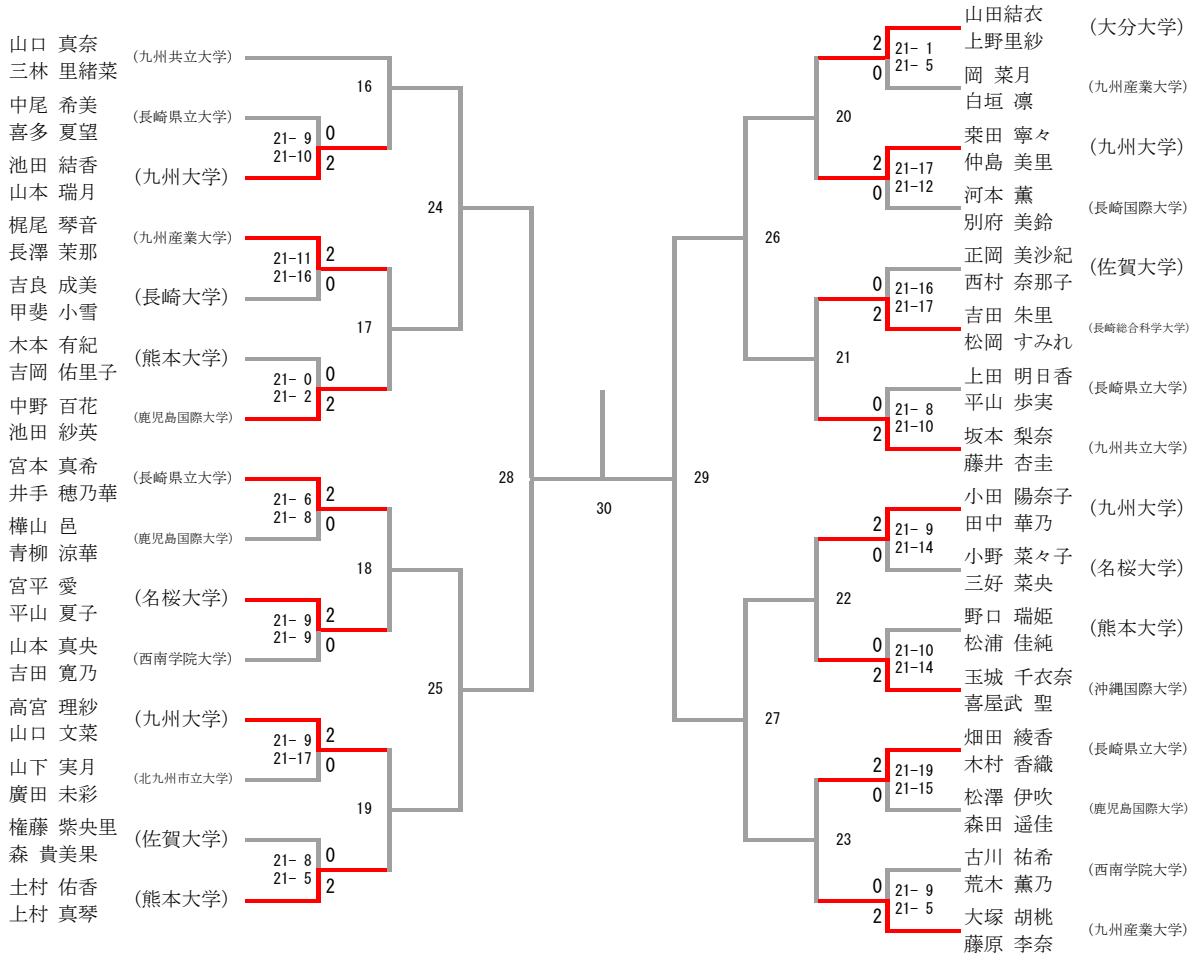 山口 真奈
三林 里緒菜
(九州共立大学)
16
中尾 希美
喜多 夏望
(長崎県立大学)
21- 9
21-10
0
2
池田 結香
山本 瑞月
(九州大学)
24
梶尾 琴音
長澤 茉那
(九州産業大学)
21-11
21-16
2
0
吉良 成美
甲斐 小雪
(長崎大学)
17
木本 有紀
吉岡 佑里子
(熊本大学)
21- 0
21- 2
0
2
中野 百花
池田 紗英
(鹿児島国際大学)
28
宮本 真希
井手 穂乃華
(長崎県立大学)
21- 6
21- 8
2
0
樺山 邑
青柳 涼華
(鹿児島国際大学)
18
宮平 愛
平山 夏子
(名桜大学)
21- 9
21- 9
2
0
山本 真央
吉田 寛乃
(西南学院大学)
25
高宮 理紗
山口 文菜
(九州大学)
21- 9
21-17
2
0
山下 実月
廣田 未彩
(北九州市立大学)
19
権藤 紫央里
森 貴美果
(佐賀大学)
21- 8
21- 5
0
2
土村 佑香
上村 真琴
(熊本大学)
30
山田結衣
上野里紗
(大分大学)
2
0
21- 1
21- 5
岡 菜月
白垣 凛
(九州産業大学)
20
桒田 寧々
仲島 美里
(九州大学)
2
0
21-17
21-12
河本 薫
別府 美鈴
(長崎国際大学)
26
正岡 美沙紀
西村 奈那子
(佐賀大学)
0
2
21-16
21-17
吉田 朱里
松岡 すみれ
(長崎総合科学大学)
21
上田 明日香
平山 歩実
(長崎県立大学)
0
2
21- 8
21-10
坂本 梨奈
藤井 杏圭
(九州共立大学)
29
小田 陽奈子
田中 華乃
(九州大学)
2
0
21- 9
21-14
小野 菜々子
三好 菜央
(名桜大学)
22
野口 瑞姫
松浦 佳純
(熊本大学)
0
2
21-10
21-14
玉城 千衣奈
喜屋武 聖
(沖縄国際大学)
27
畑田 綾香
木村 香織
(長崎県立大学)
2
0
21-19
21-15
松澤 伊吹
森田 遥佳
(鹿児島国際大学)
23
古川 祐希
荒木 薫乃
(西南学院大学)
0
2
21- 9
21- 5
大塚 胡桃
藤原 李奈
(九州産業大学)